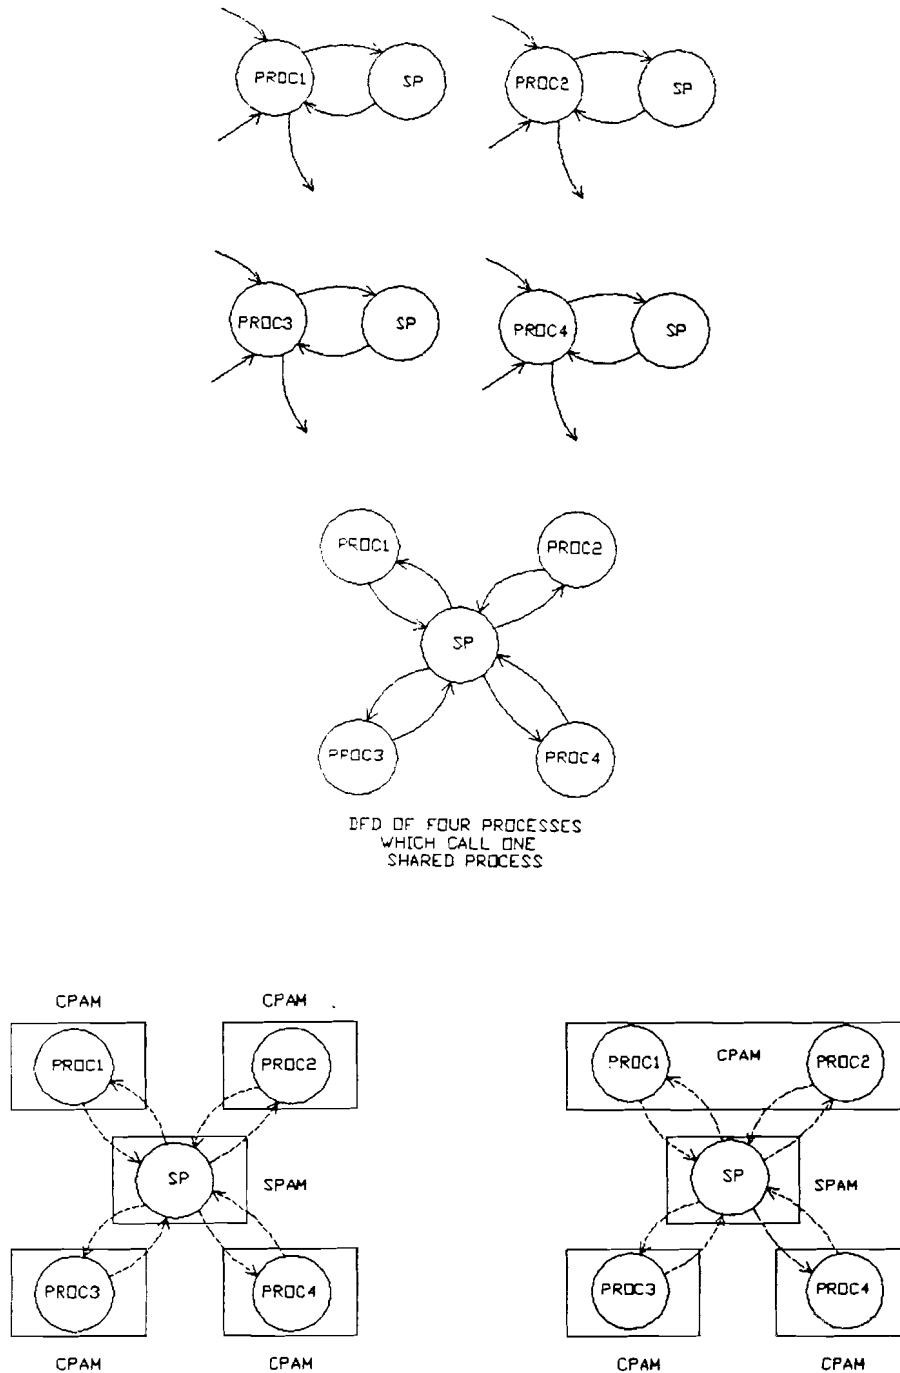 PROC1
SP
PROC2
SP
PROC3
SP
PROC4
SP
PROC1
PROC2
SP
PROC3
PROC4
DFD OF FOUR PROCESSES
WHICH CALL ONE
SHARED PROCESS
CPAM
CPAM
PROC1
PROC2
SP
SPAM
PROC3
PROC4
CPAM
CPAM
PROC1
CPAM
PROC2
SP
SPAM
PROC3
PROC4
CPAM
CPAM